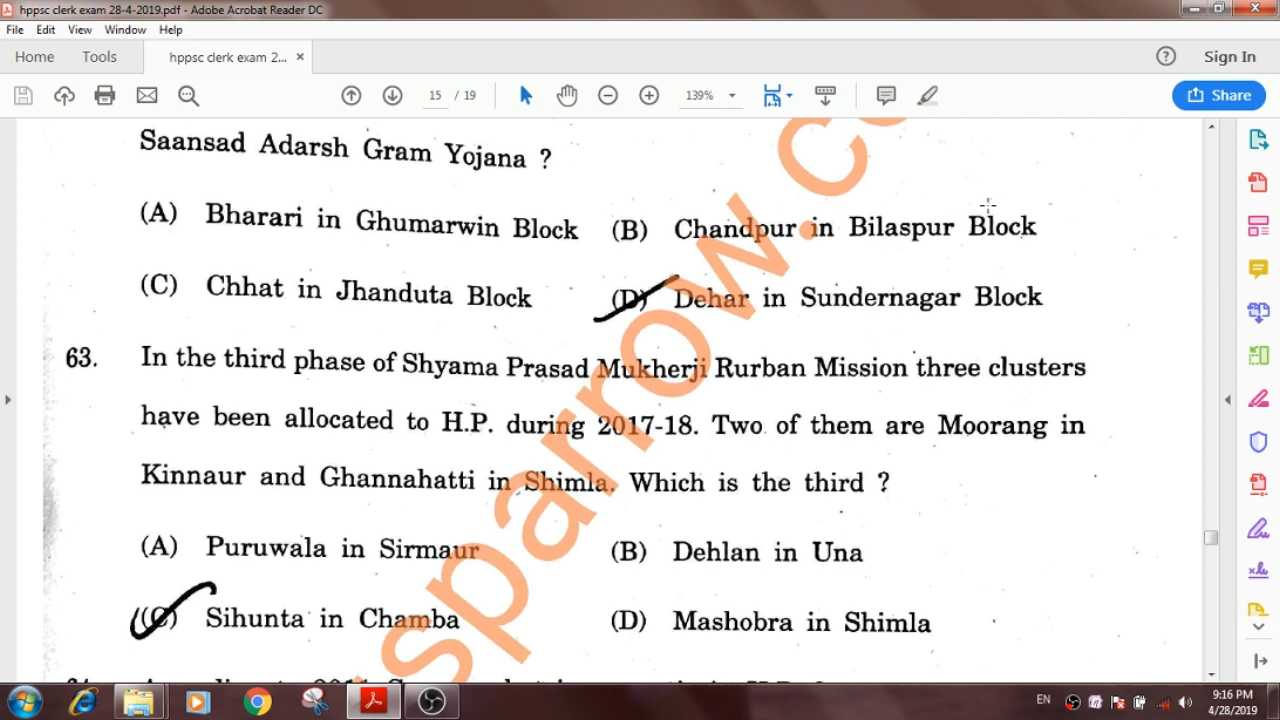 hppsc clerk exam 28-4-2019.pdf - Adobe Acrobat Reader DC
File Edit View Window Help
Home Tools hppsc clerk exam 2... × Sign In
15 / 19 139% Share
Saansad Adarsh Gram Yojana ?
(A) Bharari in Ghumarwin Block (B) Chandpur in Bilaspur Block
(C) Chhat in Jhanduta Block (D) Dehar in Sundernagar Block
63. In the third phase of Shyama Prasad Mukherji Rurban Mission three clusters
have been allocated to H.P. during 2017-18. Two of them are Moorang in
Kinnaur and Ghannahatti in Shimla. Which is the third ?
(A) Puruwala in Sirmaur (B) Dehlan in Una
(C) Sihunta in Chamba (D) Mashobra in Shimla
sparrow.c
EN 9:16 PM
4/28/2019